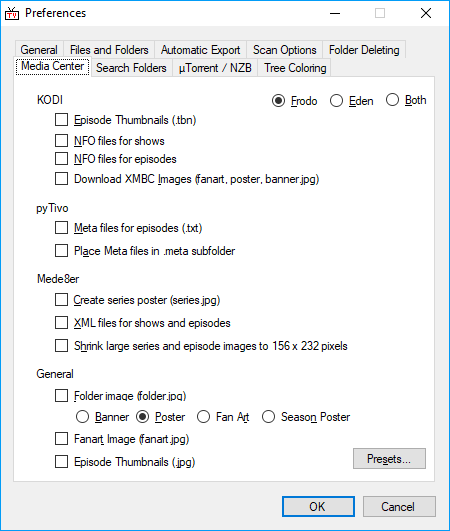 TV
Preferences
General Files and Folders Automatic Export Scan Options Folder Deleting
Media Center Search Folders µTorrent / NZB Tree Coloring
KODI Frodo Eden Both
Episode Thumbnails (.tbn)
NFO files for shows
NFO files for episodes
Download XMBC Images (fanart, poster, banner.jpg)
pyTivo
Meta files for episodes (.txt)
Place Meta files in .meta subfolder
Mede8er
Create series poster (series.jpg)
XML files for shows and episodes
Shrink large series and episode images to 156 x 232 pixels
General
Folder image (folder.jpg)
Banner Poster Fan Art Season Poster
Fanart Image (fanart.jpg)
Episode Thumbnails (.jpg)
Presets...
OK Cancel